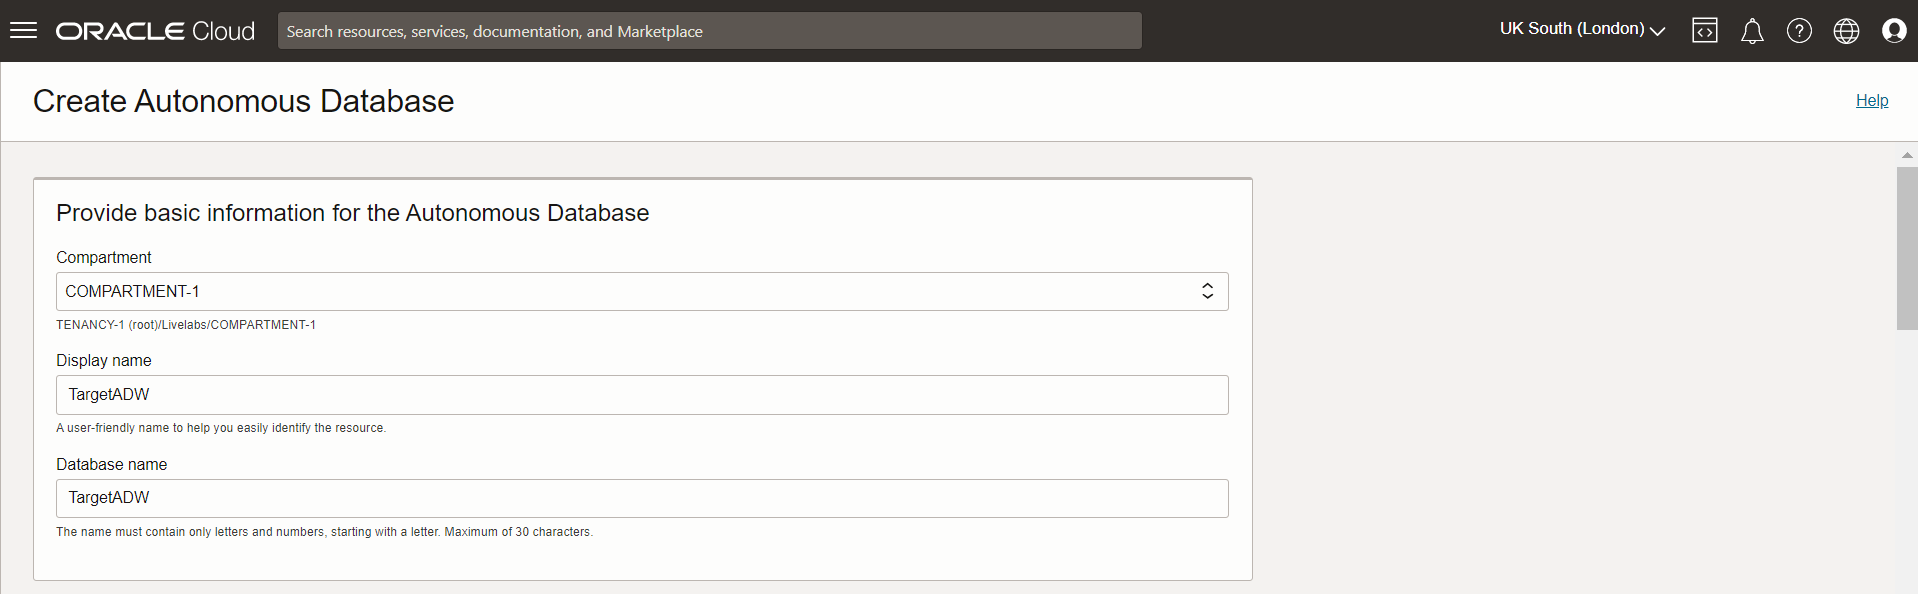 ORACLE Cloud
Search resources, services, documentation, and Marketplace
UK South (London)
Create Autonomous Database
Help
Provide basic information for the Autonomous Database
Compartment
COMPARTMENT-1
TENANCY-1 (root)/Livelabs/COMPARTMENT-1
Display name
TargetADW
A user-friendly name to help you easily identify the resource.
Database name
TargetADW
The name must contain only letters and numbers, starting with a letter. Maximum of 30 characters.